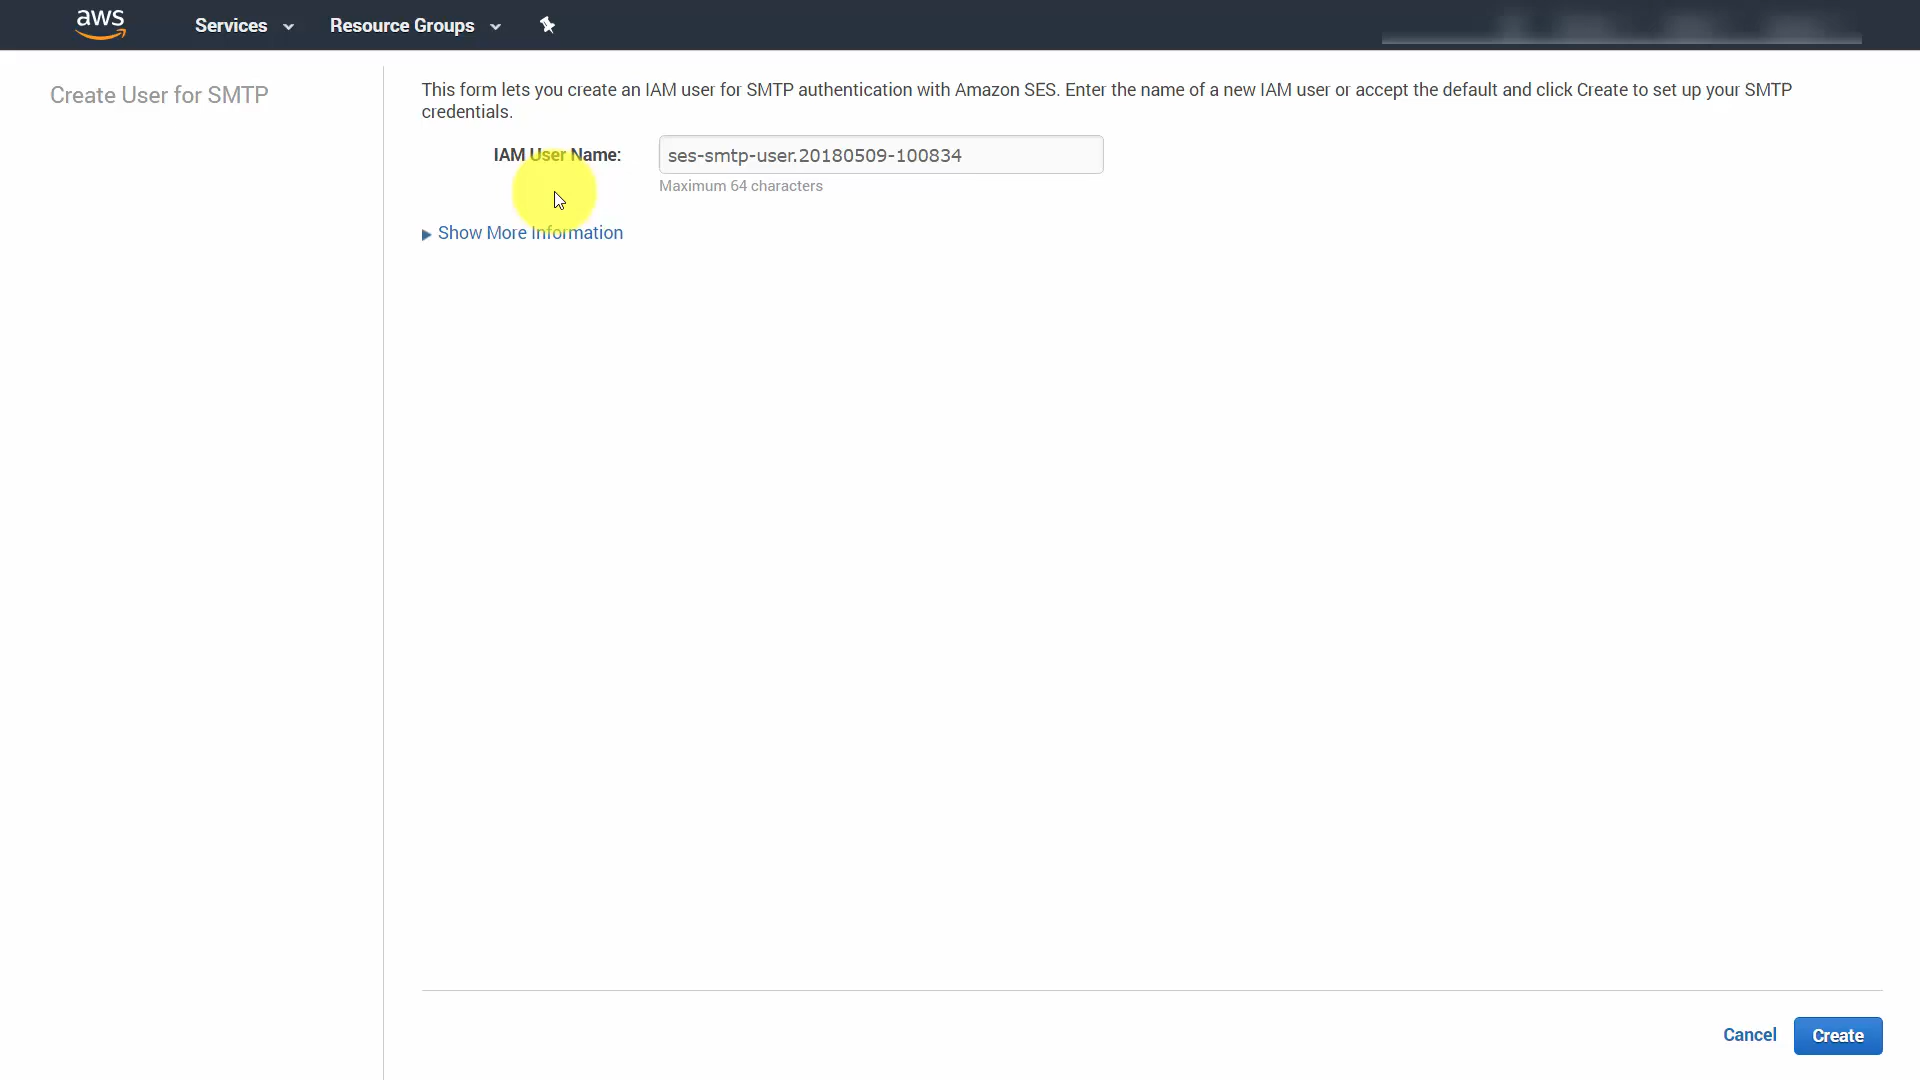 aws
Services
Resource Groups
Create User for SMTP
This form lets you create an IAM user for SMTP authentication with Amazon SES. Enter the name of a new IAM user or accept the default and click Create to set up your SMTP
credentials.
IAM User Name:
ses-smtp-user.20180509-100834
Maximum 64 characters
Show More Information
Cancel
Create